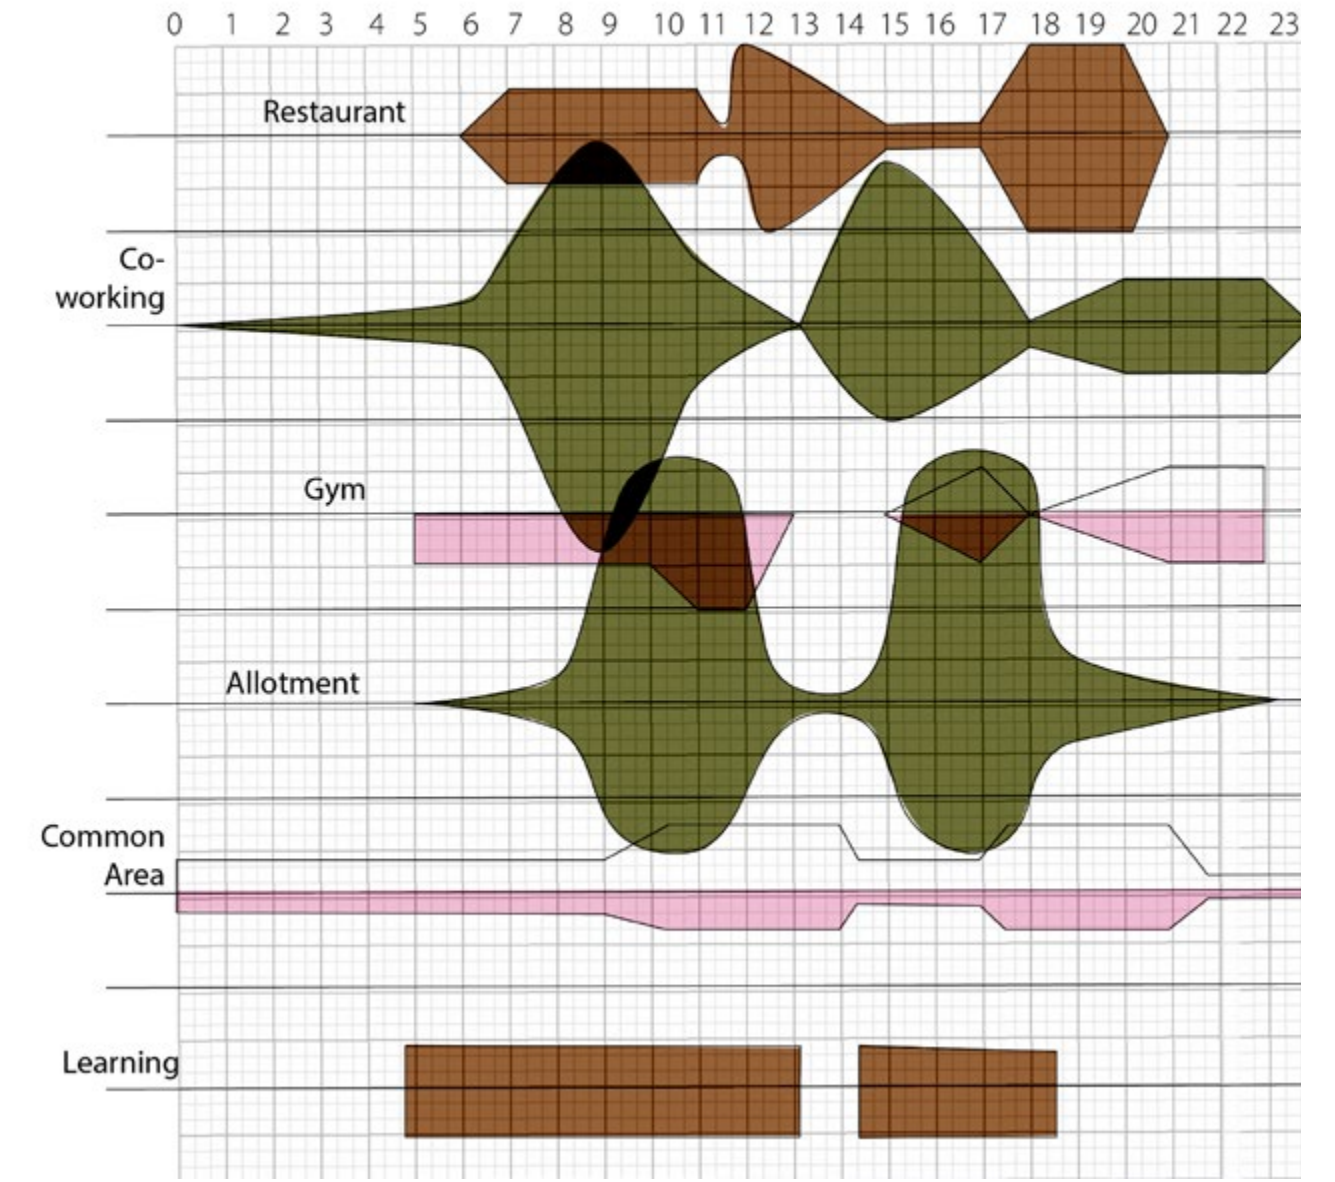 0 1 2 3 4 5 6 7 8 9 10 11 12 13 14 15 16 17 18 19 20 21 22 23
Restaurant
Co-
working
Gym
Allotment
Common
Area
Learning